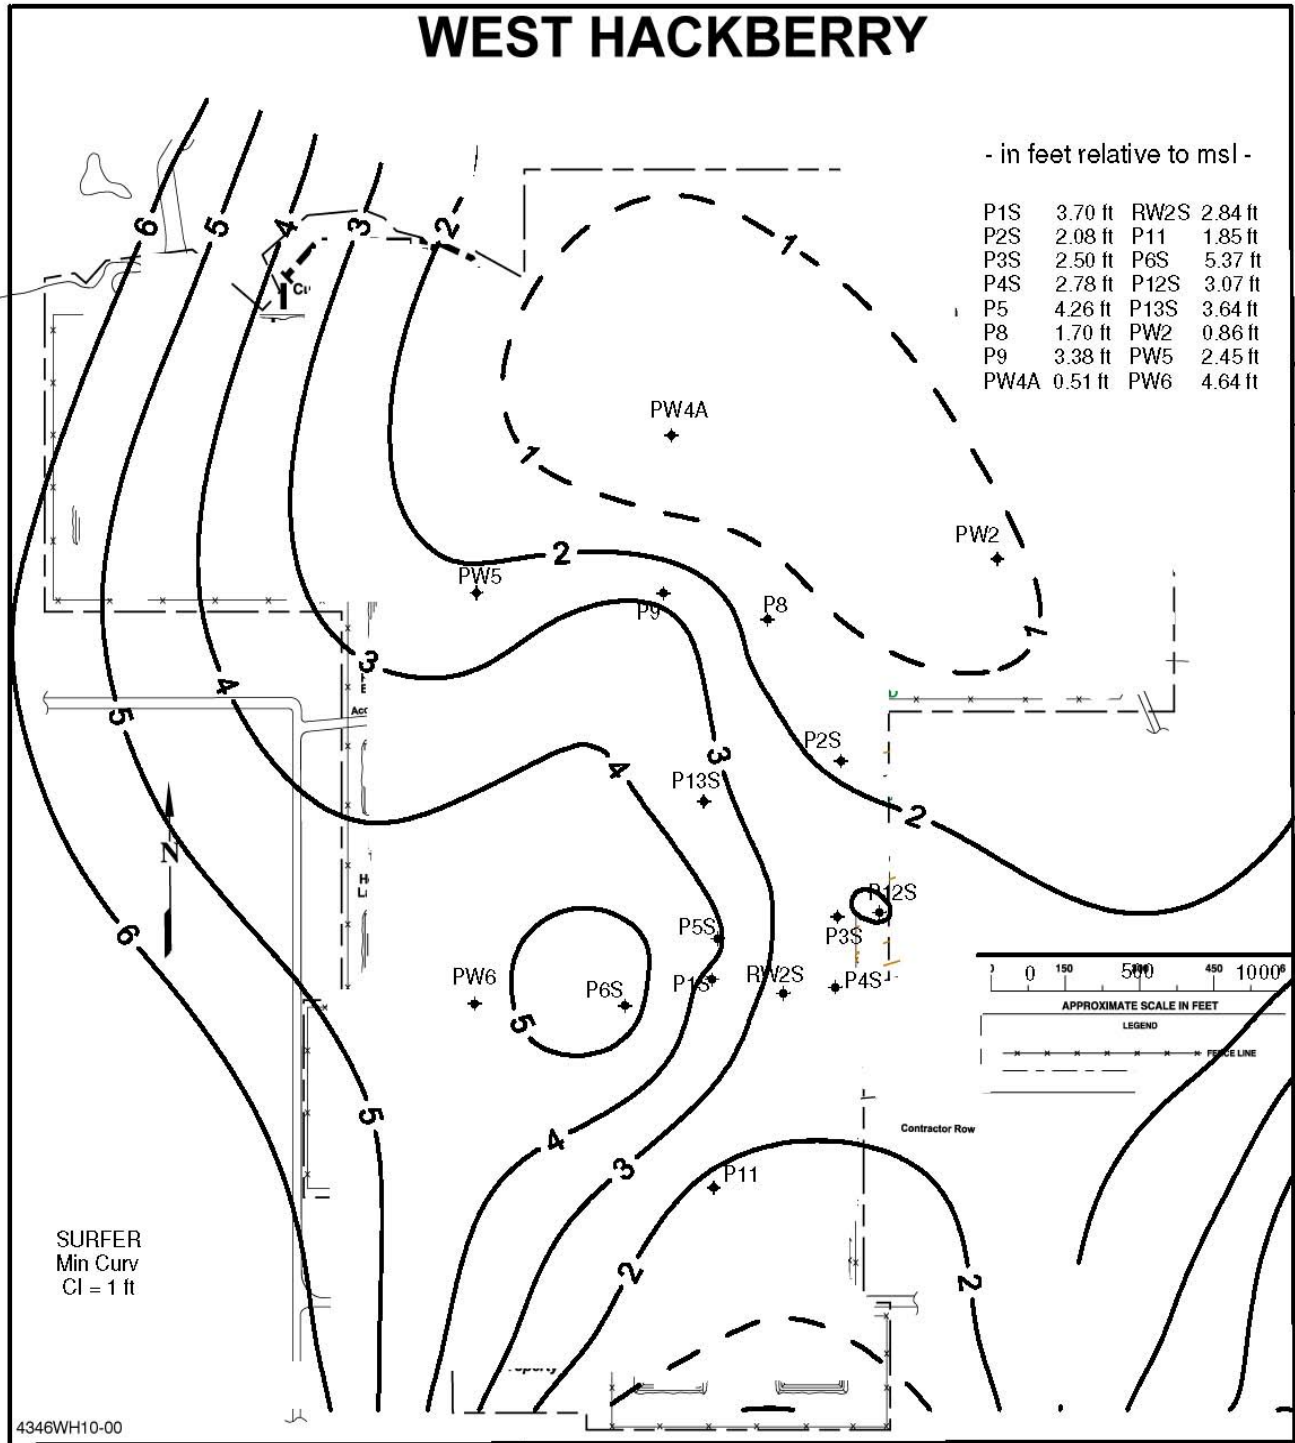 WEST HACKBERRY
- in feet relative to msl -
P1S 3.70 ft RW2S 2.84 ft
P2S 2.08 ft P11 1.85 ft
P3S 2.50 ft P6S 5.37 ft
P4S 2.78 ft P12S 3.07 ft
P5 4.26 ft P13S 3.64 ft
P8 1.70 ft PW2 0.86 ft
P9 3.38 ft PW5 2.45 ft
PW4A 0.51 ft PW6 4.64 ft
6 5 4 3 2
1
PW4A
1
PW2
2
PW5
P9
P8
1
3
4
5
P2S
3
4
P13S
2
N
P12S
6
P5S
P3S
PW6
P6S
P1S
RW2S
P4S
5
0 150 500 450 1000
APPROXIMATE SCALE IN FEET
LEGEND
FENCE LINE
5
Contractor Row
4
3
P11
2
2
SURFER
Min Curv
CI = 1 ft
4346WH10-00